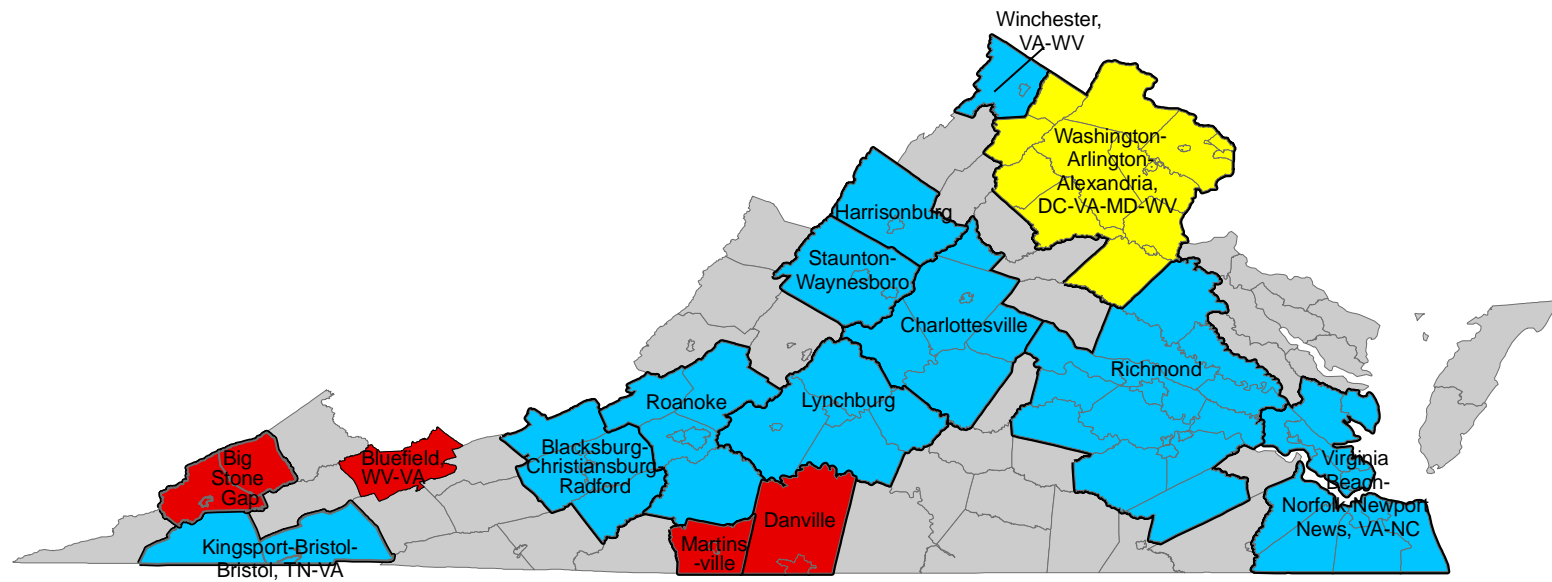 Winchester,
VA-WV
Washington-
Arlington-
Alexandria,
DC-VA-MD-WV
Harrisonburg
Staunton-
Waynesboro
Charlottesville
Richmond
Roanoke
Lynchburg
Blacksburg-
Christiansburg-
Radford
Big
Stone
Gap
Bluefield,
WV-VA
Virginia
Beach-
Norfolk-Newport
News, VA-NC
Danville
Martins
-ville
Kingsport-Bristol-
Bristol, TN-VA